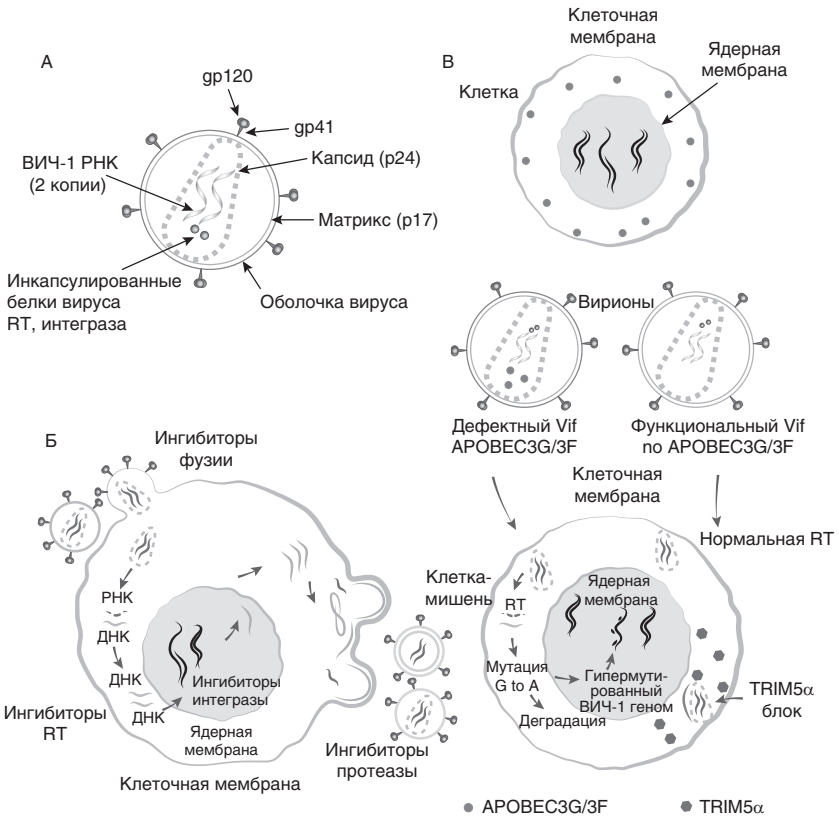 А
gp120
gp41
ВИЧ-1 РНК
(2 копии)
Капсид (p24)
Матрикс (p17)
Инкапсулированные
белки вируса
RT, интеграза
Оболочка вируса
В
Клеточная
мембрана
Клетка
Ядерная
мембрана
Вирионы
Дефектный Vif
APOBEC3G/3F
Функциональный Vif
no APOBEC3G/3F
Клеточная
мембрана
Нормальная RT
Клетка-
мишень
RT
Ядерная
мембрана
Мутация
G to A
Гипермути-
рованный
ВИЧ-1 геном
Деградация
TRIM5α
блок
Б
Ингибиторы
фузии
РНК
ДНК
ДНК
ДНК
Ингибиторы
RT
Ингибиторы
интегразы
Ядерная
мембрана
Ингибиторы
протеазы
Клеточная мембрана
APOBEC3G/3F
TRIM5α